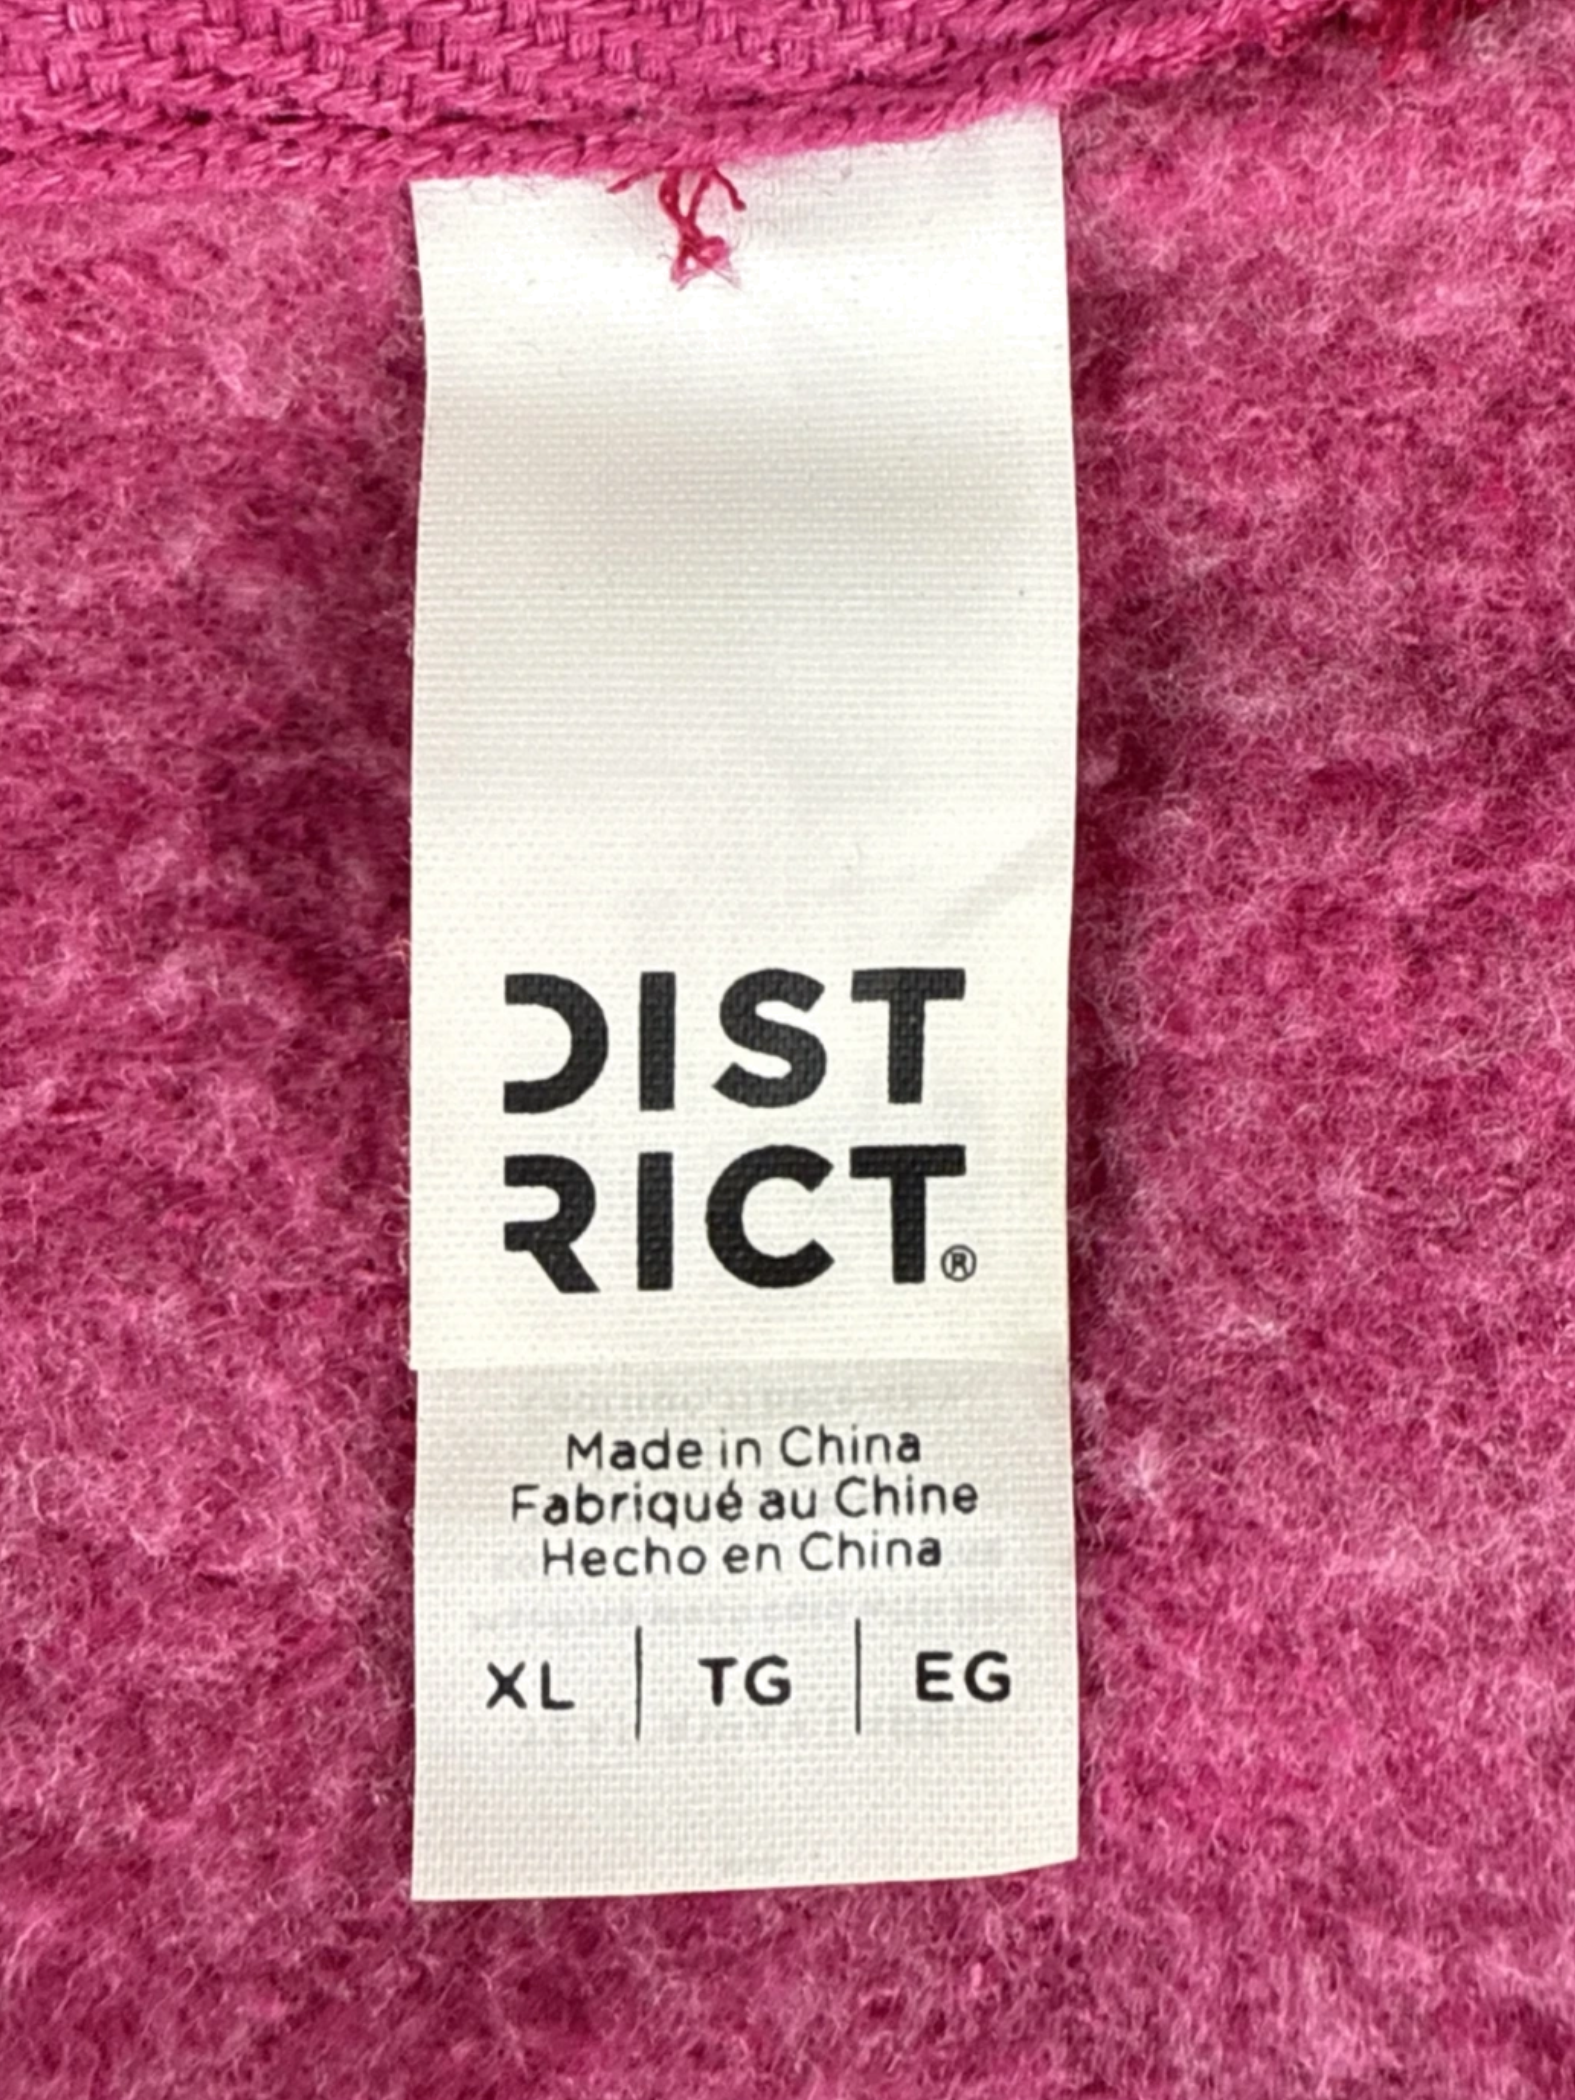 DIST
RICT®
Made in China
Fabriqué au Chine
Hecho en China
XL | TG | EG